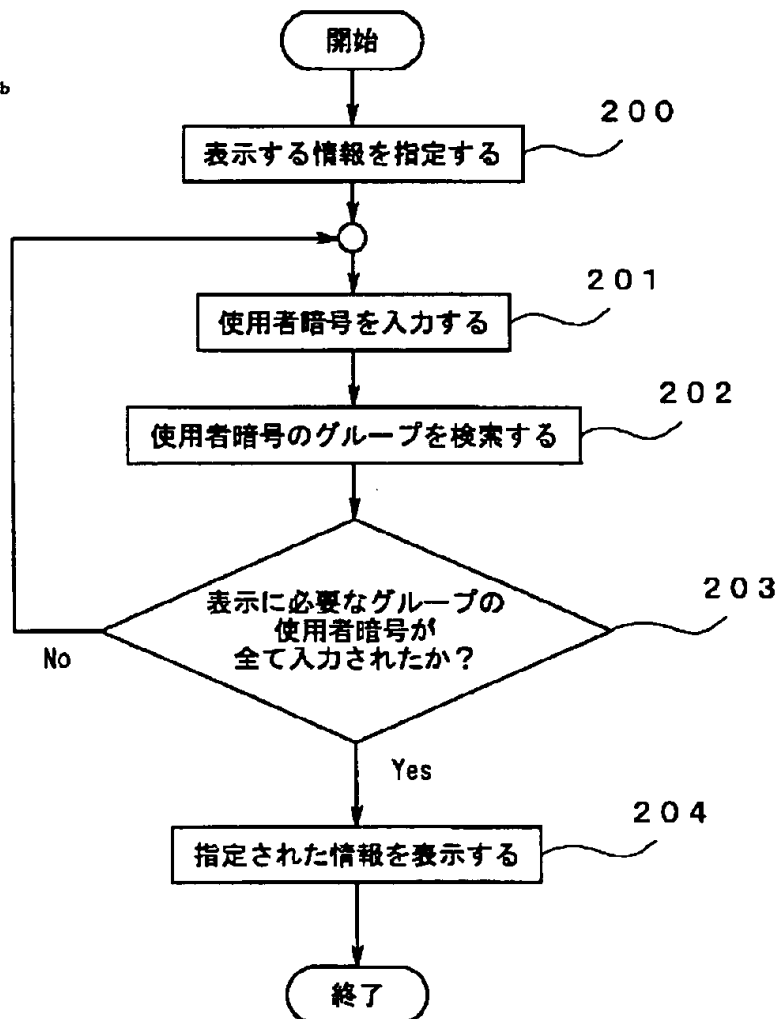 開始
b
200
表示する情報を指定する
201
使用者暗号を入力する
202
使用者暗号のグループを検索する
203
表示に必要なグループの
使用者暗号が
全て入力されたか？
No
Yes
204
指定された情報を表示する
終了